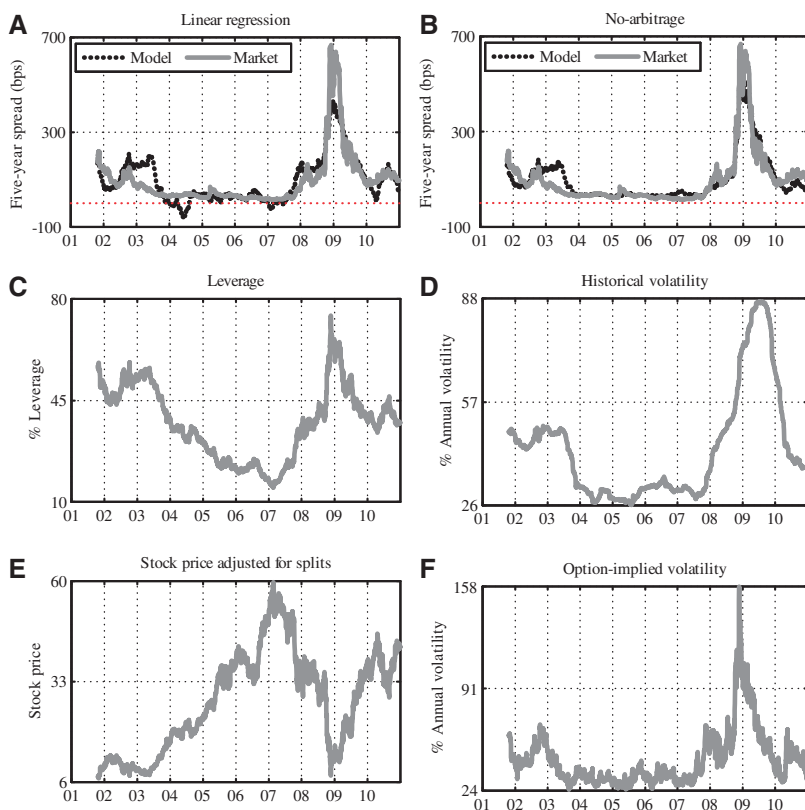 A
Linear regression
Five-year spread (bps)
700
300
-100
Model Market
01 02 03 04 05 06 07 08 09 10
B
No-arbitrage
Five-year spread (bps)
700
300
-100
Model Market
01 02 03 04 05 06 07 08 09 10
C
Leverage
% Leverage
80
45
10
01 02 03 04 05 06 07 08 09 10
D
Historical volatility
% Annual volatility
88
57
26
01 02 03 04 05 06 07 08 09 10
E
Stock price adjusted for splits
Stock price
60
33
6
01 02 03 04 05 06 07 08 09 10
F
Option-implied volatility
% Annual volatility
158
91
24
01 02 03 04 05 06 07 08 09 10